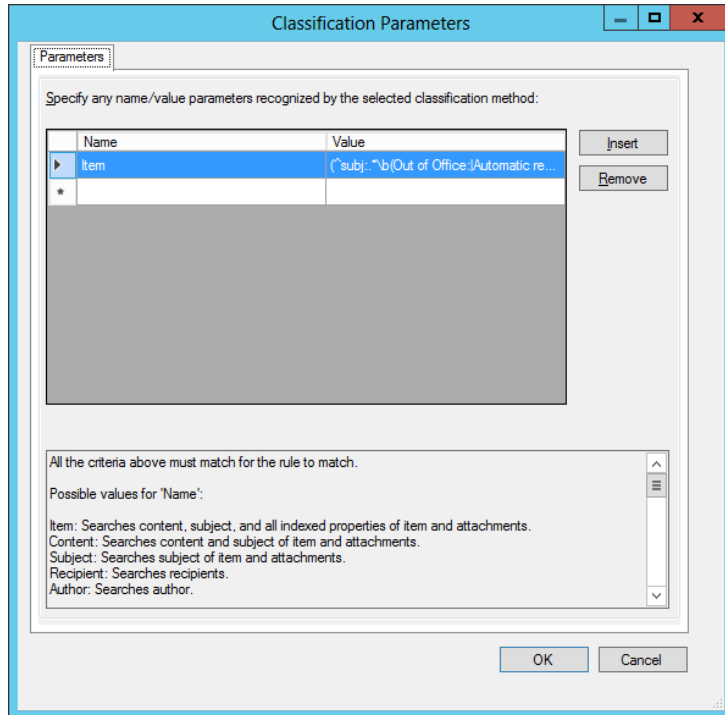 Classification Parameters
Parameters
Specify any name/value parameters recognized by the selected classification method:
Name Value
Item (^subj:.*\b(Out of Office:|Automatic re...
*
Insert
Remove
All the criteria above must match for the rule to match.
Possible values for 'Name':
Item: Searches content, subject, and all indexed properties of item and attachments.
Content: Searches content and subject of item and attachments.
Subject: Searches subject of item and attachments.
Recipient: Searches recipients.
Author: Searches author.
OK Cancel